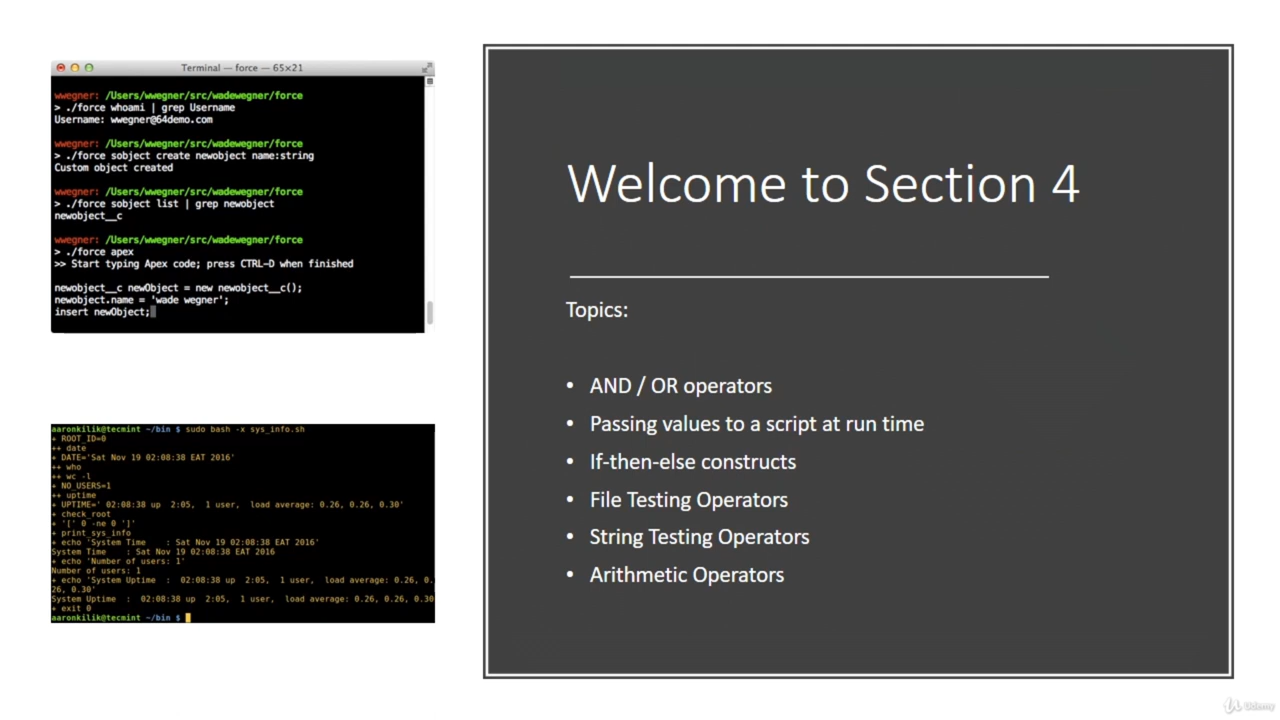 Terminal — force — 65×21
wwegner: /Users/wwegner/src/wadewegner/force
> ./force whoami | grep Username
Username: wwegner@64demo.com
wwegner: /Users/wwegner/src/wadewegner/force
> ./force sobject create newobject name:string
Custom object created
wwegner: /Users/wwegner/src/wadewegner/force
> ./force sobject list | grep newobject
newobject__c
wwegner: /Users/wwegner/src/wadewegner/force
> ./force apex
>> Start typing Apex code; press CTRL-D when finished
newobject__c newObject = new newobject__c();
newobject.name = 'wade wegner';
insert newObject;
aaronkilik@tecmint ~/bin $ sudo bash -x sys_info.sh
+ ROOT_ID=0
++ date
+ DATE='Sat Nov 19 02:08:38 EAT 2016'
++ who
++ wc -l
+ NO_USERS=1
++ uptime
+ UPTIME=' 02:08:38 up  2:05,  1 user,  load average: 0.26, 0.26, 0.30'
+ check_root
+ '[' 0 -ne 0 ']'
+ print_sys_info
+ echo 'System Time    : Sat Nov 19 02:08:38 EAT 2016'
System Time    : Sat Nov 19 02:08:38 EAT 2016
+ echo 'Number of users: 1'
Number of users: 1
+ echo 'System Uptime  :  02:08:38 up  2:05,  1 user,  load average: 0.26, 0.
26, 0.30'
System Uptime  :  02:08:38 up  2:05,  1 user,  load average: 0.26, 0.26, 0.30
+ exit 0
aaronkilik@tecmint ~/bin $
Welcome to Section 4
Topics:
• AND / OR operators
• Passing values to a script at run time
• If-then-else constructs
• File Testing Operators
• String Testing Operators
• Arithmetic Operators
Udemy